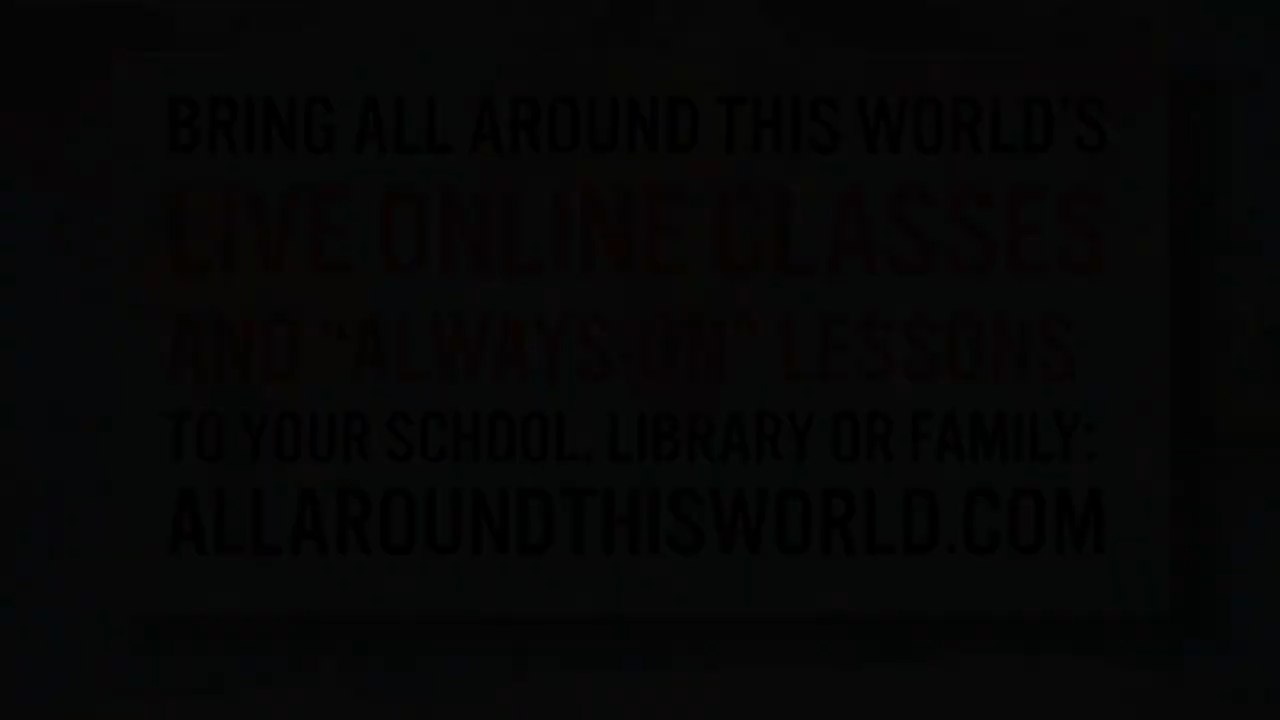 BRING ALL AROUND THIS WORLD'S
LIVE ONLINE CLASSES
AND "ALWAYS-ON" LESSONS
TO YOUR SCHOOL, LIBRARY OR FAMILY:
ALLAROUNDTHISWORLD.COM